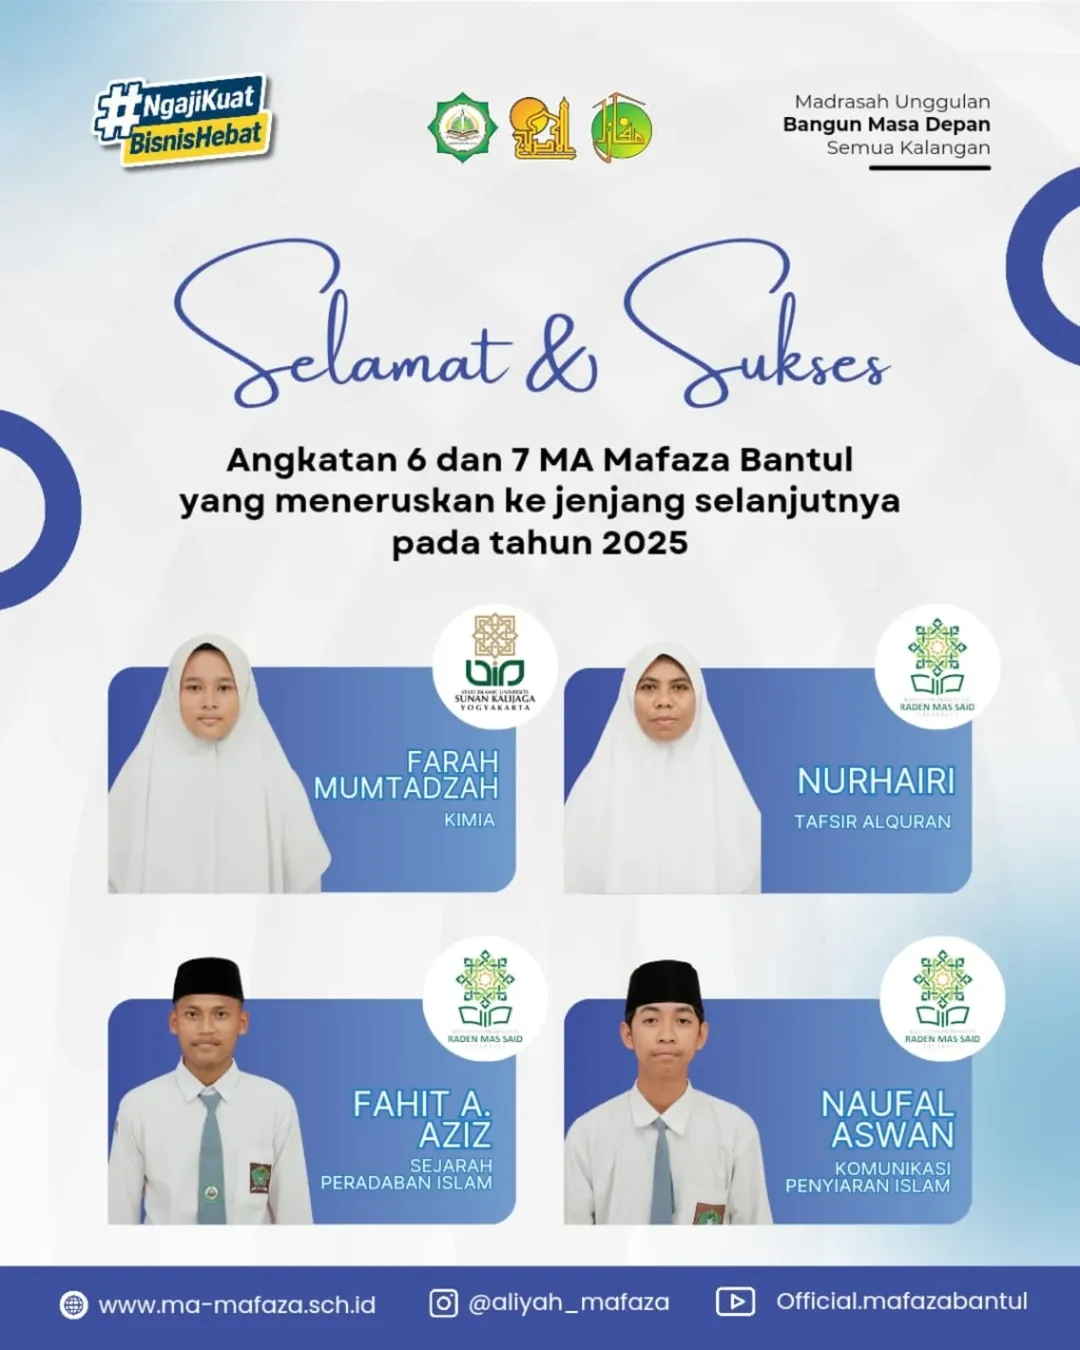 #NgajiKuat
BisnisHebat
Madrasah Unggulan
Bangun Masa Depan
Semua Kalangan
Selamat & Sukses
Angkatan 6 dan 7 MA Mafaza Bantul
yang meneruskan ke jenjang selanjutnya
pada tahun 2025
STATE ISLAMIC UNIVERSITY
SUNAN KALIJAGA
YOGYAKARTA
FARAH
MUMTADZAH
KIMIA
RADEN MAS SAID
NURHAIRI
TAFSIR ALQURAN
RADEN MAS SAID
FAHIT A.
AZIZ
SEJARAH
PERADABAN ISLAM
RADEN MAS SAID
NAUFAL
ASWAN
KOMUNIKASI
PENYIARAN ISLAM
www.ma-mafaza.sch.id
@aliyah_mafaza
Official.mafazabantul